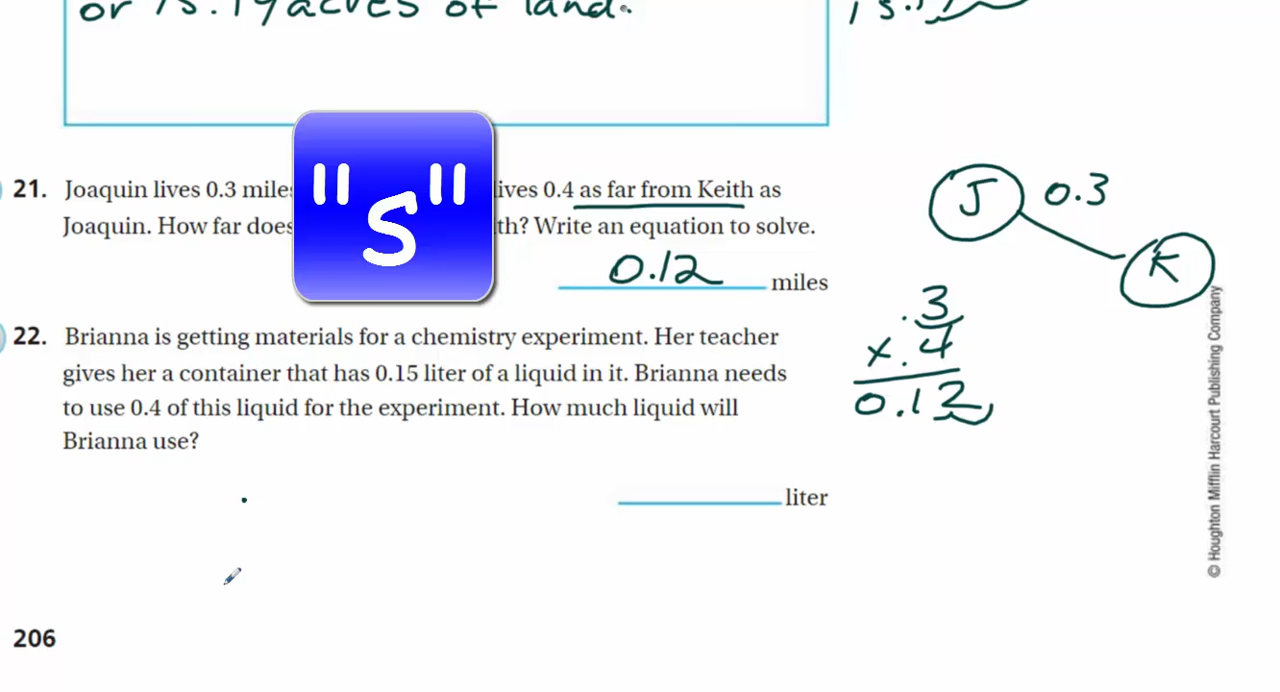 or 15.19 acres of land.
21. Joaquin lives 0.3 miles
"S"
ives 0.4 as far from Keith as
Joaquin. How far does
th? Write an equation to solve.
0.12 miles
22. Brianna is getting materials for a chemistry experiment. Her teacher
gives her a container that has 0.15 liter of a liquid in it. Brianna needs
to use 0.4 of this liquid for the experiment. How much liquid will
Brianna use?
liter
206
J 0.3
K
.3
x .4
0.12
© Houghton Mifflin Harcourt Publishing Company